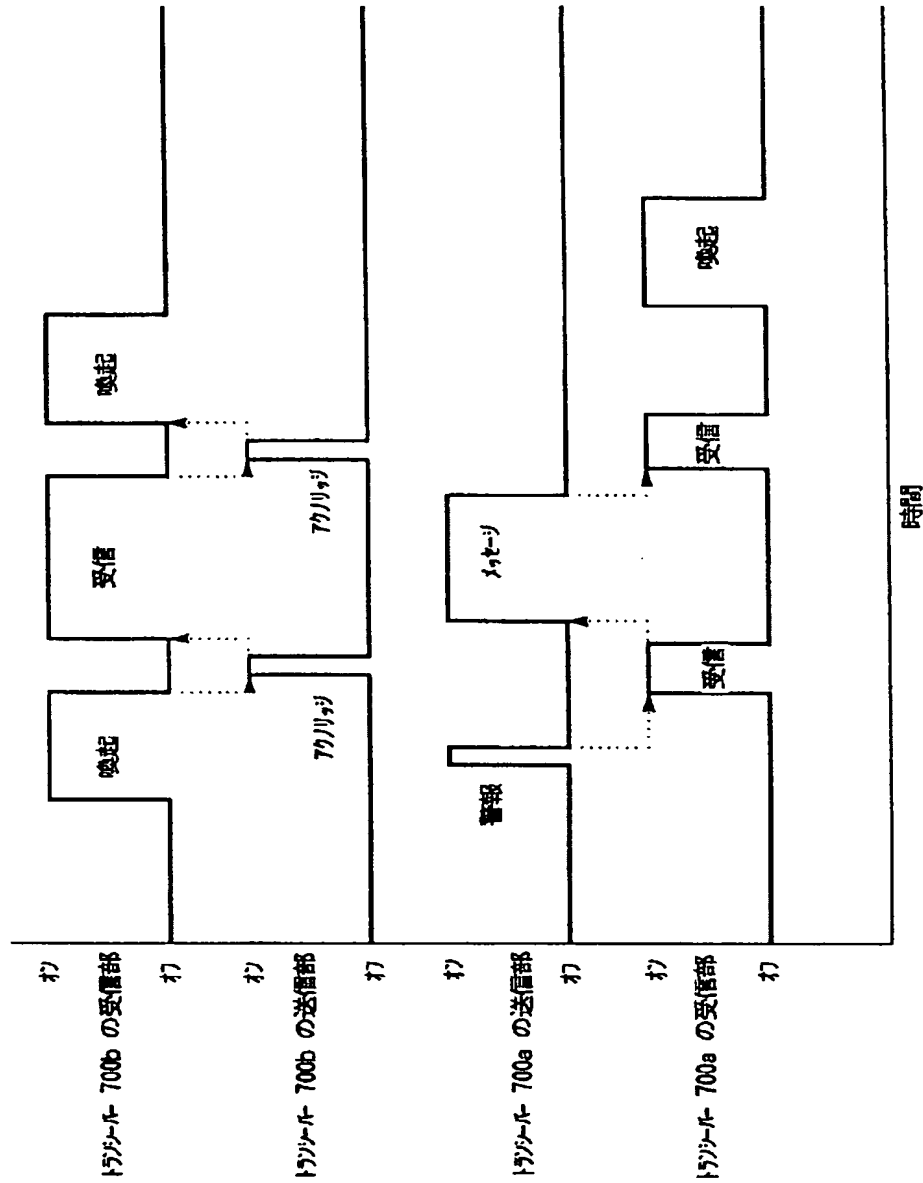 トランシーバー 700b の受信部
オン
オフ
喚起
受信
喚起
トランシーバー 700b の送信部
オン
オフ
アクノリッジ
アクノリッジ
トランシーバー 700a の送信部
オン
オフ
警報
メッセージ
トランシーバー 700a の受信部
オン
オフ
受信
受信
喚起
時間